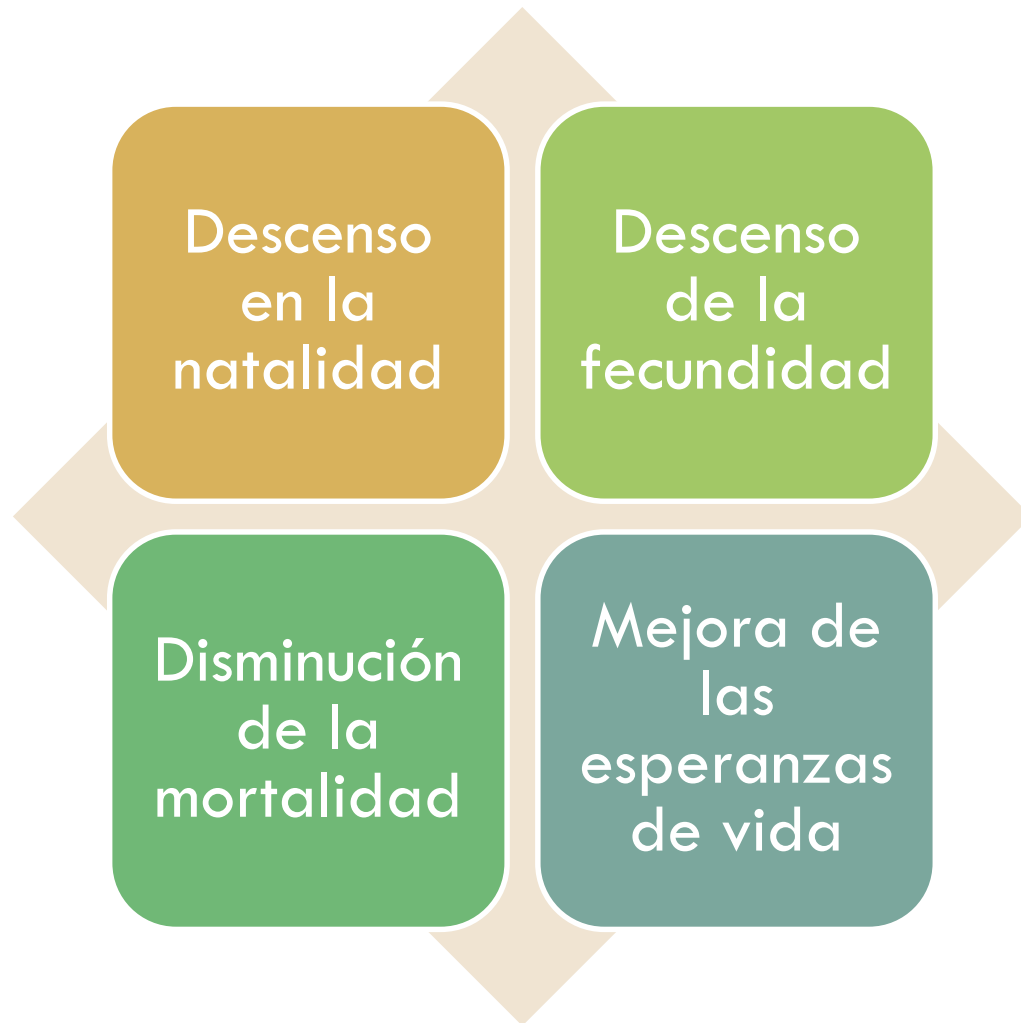 Descenso
en la
natalidad
Descenso
de la
fecundidad
Disminución
de la
mortalidad
Mejora de
las
esperanzas
de vida